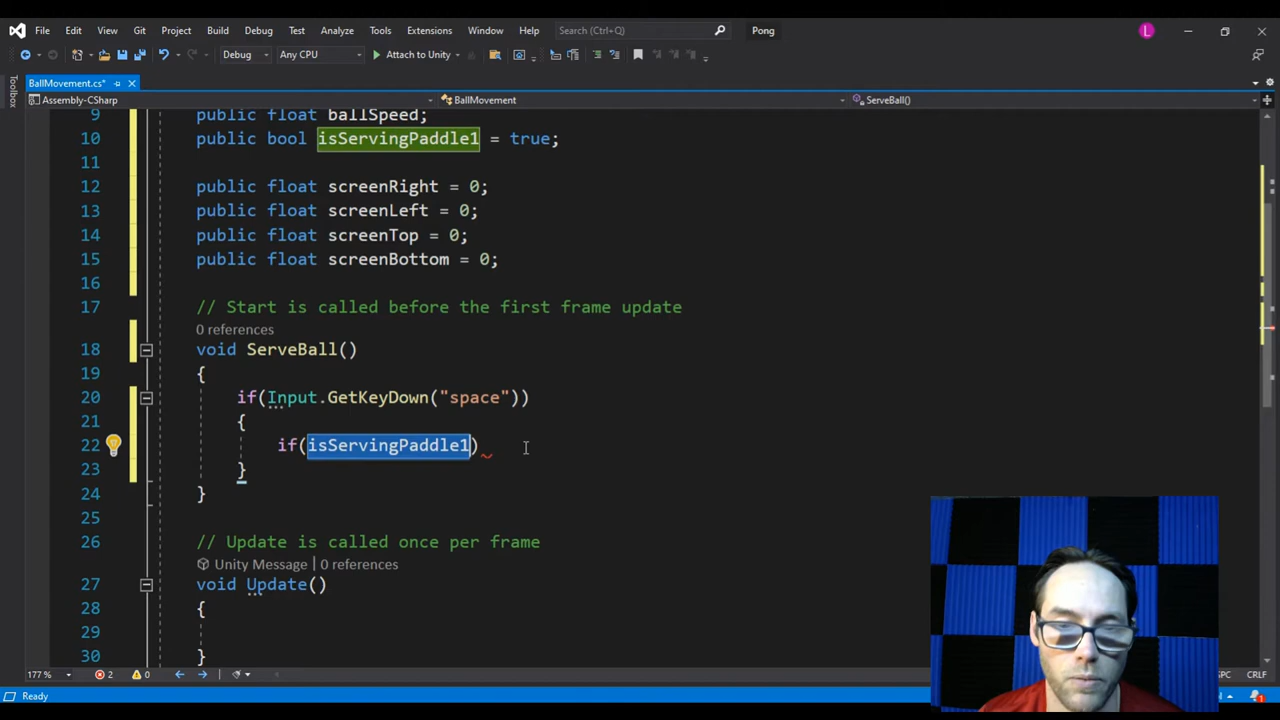 File Edit View Git Project Build Debug Test Analyze Tools Extensions Window Help Search (Ctrl+Q) Pong L
Debug Any CPU Attach to Unity
Toolbox
BallMovement.cs*
Assembly-CSharp BallMovement ServeBall()
9 public float ballSpeed;
10 public bool isServingPaddle1 = true;
11
12 public float screenRight = 0;
13 public float screenLeft = 0;
14 public float screenTop = 0;
15 public float screenBottom = 0;
16
17 // Start is called before the first frame update
0 references
18 void ServeBall()
19 {
20 if(Input.GetKeyDown("space"))
21 {
22 if(isServingPaddle1)
23 }
24 }
25
26 // Update is called once per frame
Unity Message | 0 references
27 void Update()
28 {
29
30 }
177 % 2 0 SPC CRLF
Ready 1